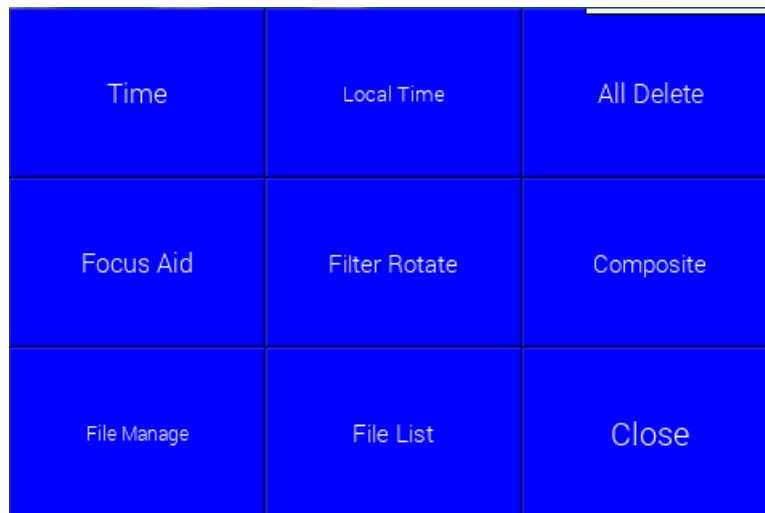 Time
Local Time
All Delete
Focus Aid
Filter Rotate
Composite
File Manage
File List
Close